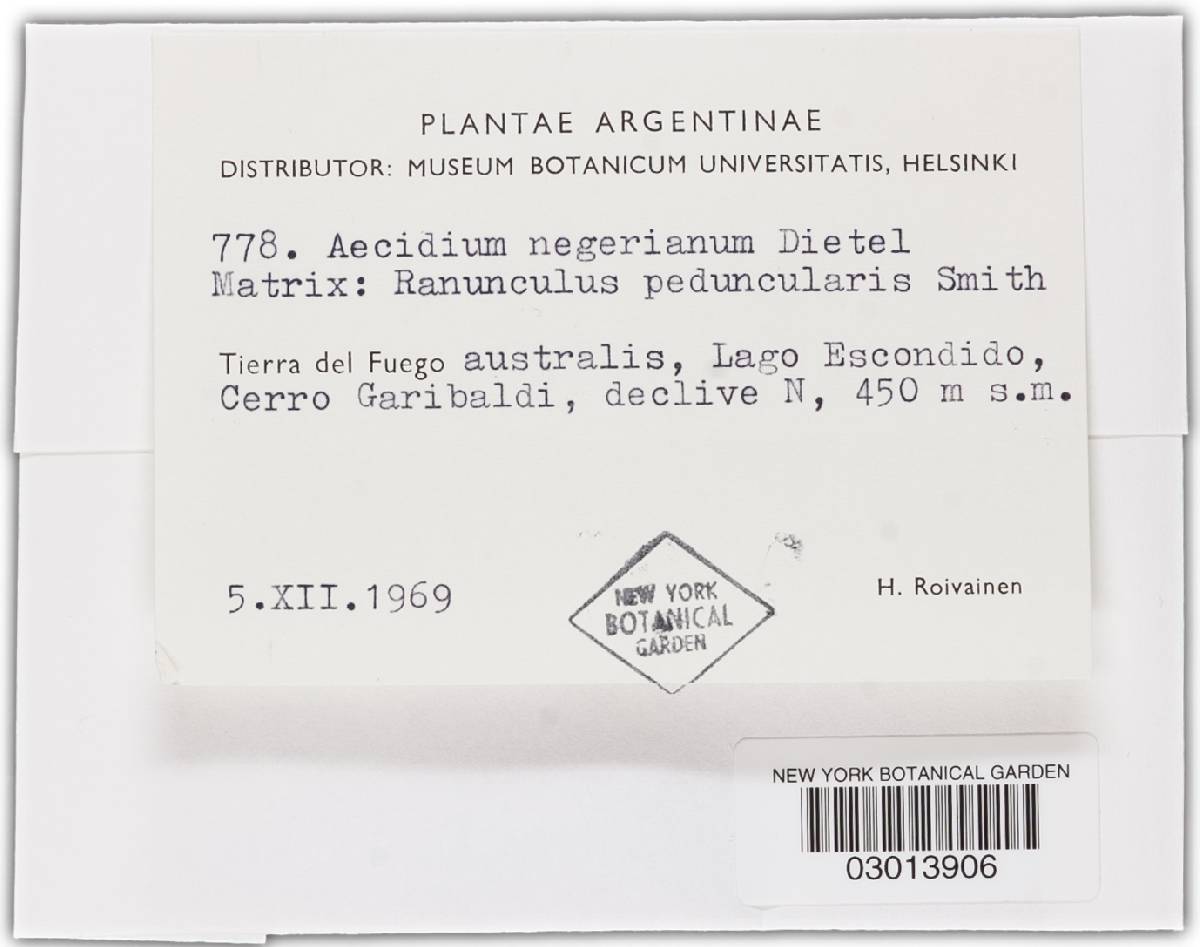 PLANTAE ARGENTINAE
DISTRIBUTOR: MUSEUM BOTANICUM UNIVERSITATIS, HELSINKI
778. Aecidium negerianum Dietel
Matrix: Ranunculus peduncularis Smith
Tierra del Fuego australis, Lago Escondido,
Cerro Garibaldi, declive N, 450 m s.m.
5.XII.1969
H. Roivainen
NEW YORK
BOTANICAL
GARDEN
NEW YORK BOTANICAL GARDEN
03013906